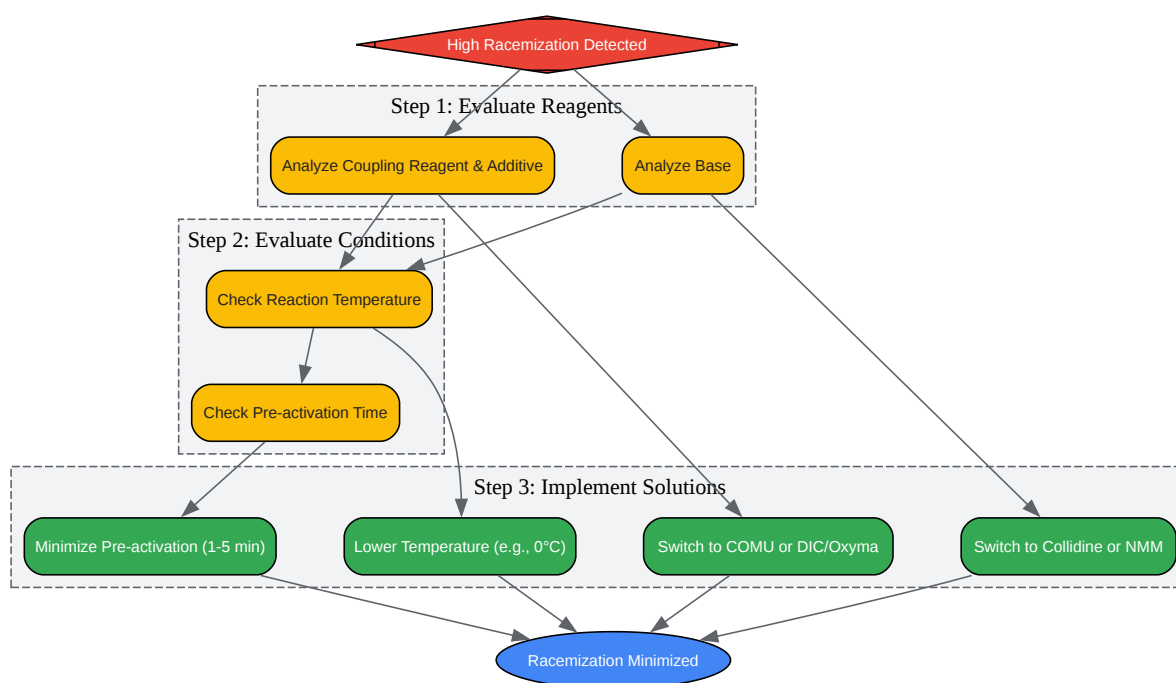 High Racemization Detected
Step 1: Evaluate Reagents
Analyze Coupling Reagent & Additive
Analyze Base
Step 2: Evaluate Conditions
Check Reaction Temperature
Check Pre-activation Time
Step 3: Implement Solutions
Minimize Pre-activation (1-5 min)
Lower Temperature (e.g., 0°C)
Switch to COMU or DIC/Oxyma
Switch to Collidine or NMM
Racemization Minimized